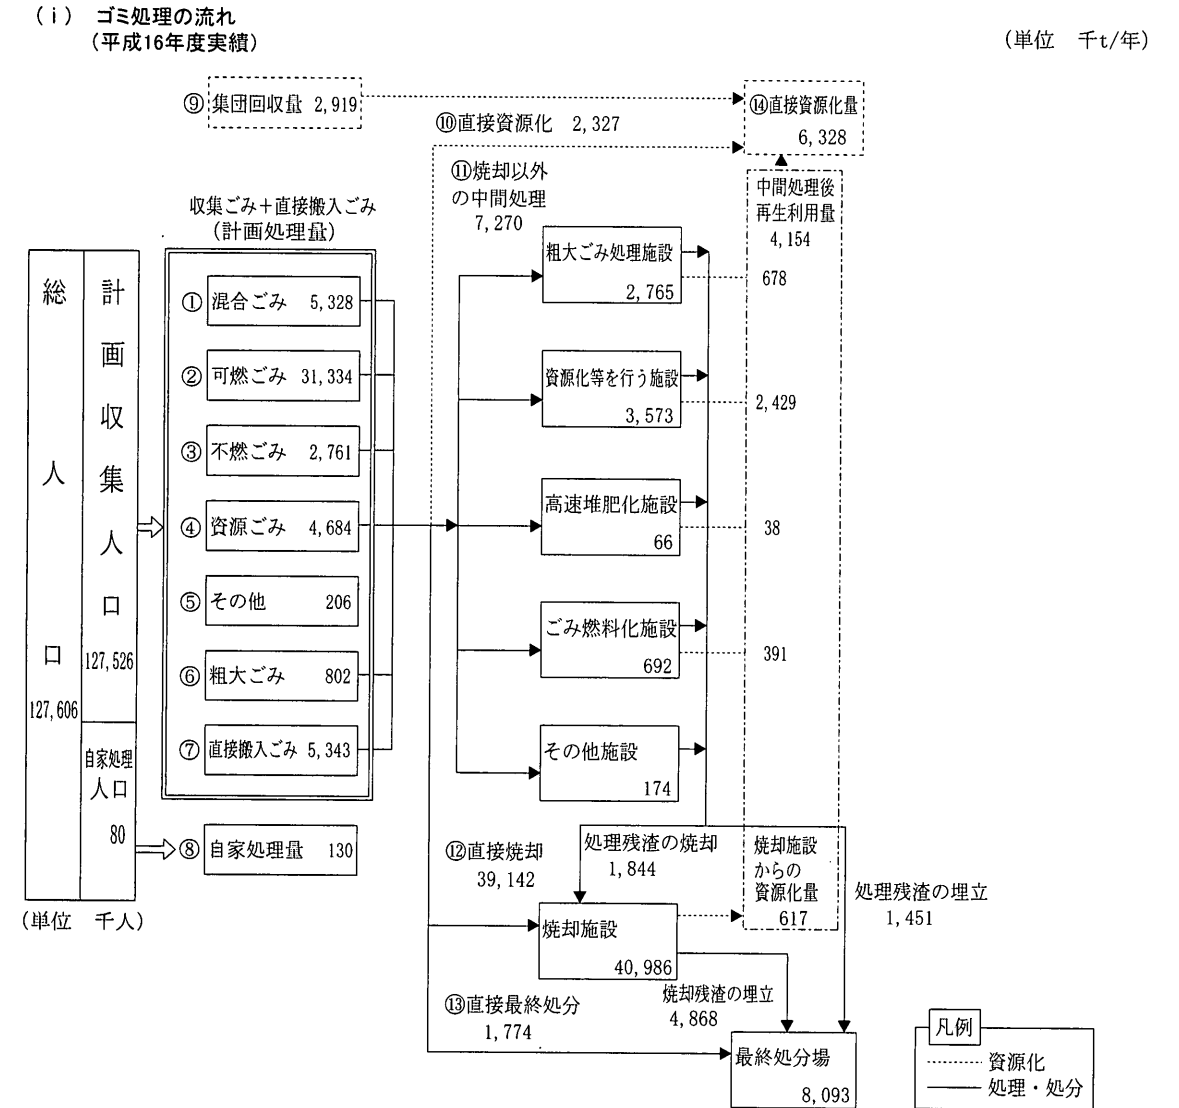 (ⅰ) ゴミ処理の流れ
(平成16年度実績)
(単位 千t/年)
⑨ 集団回収量 2,919
⑭直接資源化量
6,328
⑩直接資源化 2,327
⑪焼却以外
の中間処理
7,270
中間処理後
再生利用量
4,154
収集ごみ+直接搬入ごみ
(計画処理量)
総人口
127,606
計画収集人口
127,526
自家処理
人口
80
(単位 千人)
① 混合ごみ 5,328
② 可燃ごみ 31,334
③ 不燃ごみ 2,761
④ 資源ごみ 4,684
⑤ その他 206
⑥ 粗大ごみ 802
⑦ 直接搬入ごみ 5,343
⑧ 自家処理量 130
粗大ごみ処理施設
2,765
678
資源化等を行う施設
3,573
2,429
高速堆肥化施設
66
38
ごみ燃料化施設
692
391
その他施設
174
⑫直接焼却
39,142
処理残渣の焼却
1,844
焼却施設
からの
資源化量
617
処理残渣の埋立
1,451
焼却施設
40,986
焼却残渣の埋立
4,868
⑬直接最終処分
1,774
最終処分場
8,093
凡例
資源化
処理・処分